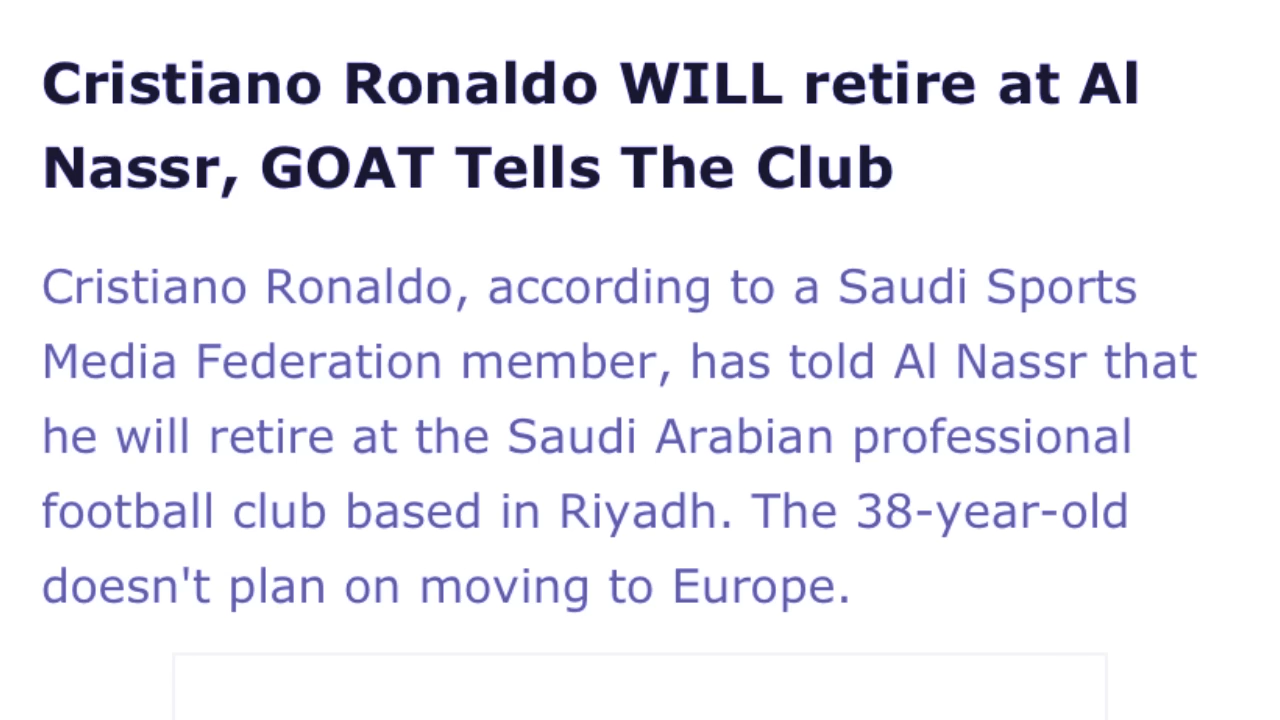 Cristiano Ronaldo WILL retire at Al
Nassr, GOAT Tells The Club
Cristiano Ronaldo, according to a Saudi Sports
Media Federation member, has told Al Nassr that
he will retire at the Saudi Arabian professional
football club based in Riyadh. The 38-year-old
doesn't plan on moving to Europe.